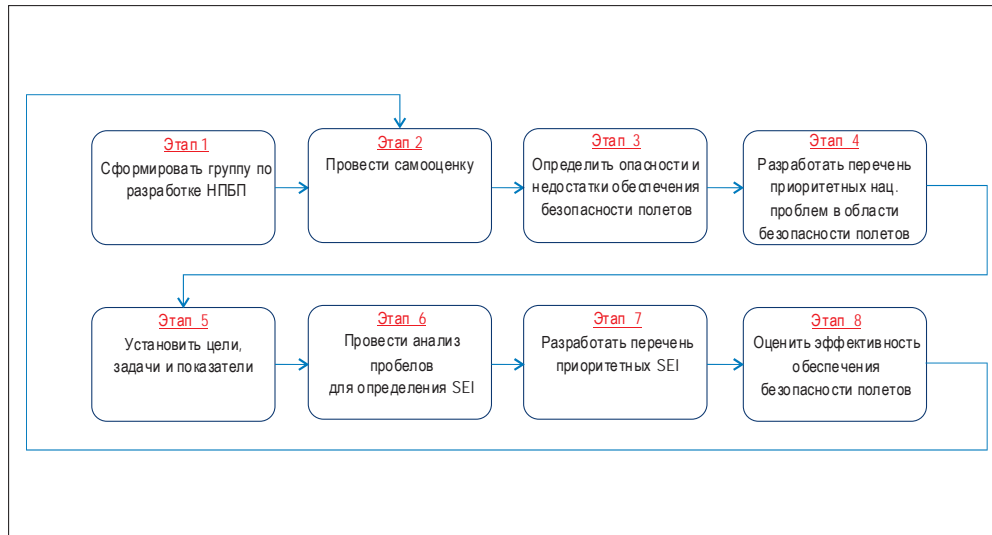 Этап 1
Сформировать группу по
разработке НПБП
Этап 2
Провести самооценку
Этап 3
Определить опасности и
недостатки обеспечения
безопасности полетов
Этап 4
Разработать перечень
приоритетных нац.
проблем в области
безопасности полетов
Этап 5
Установить цели,
задачи и показатели
Этап 6
Провести анализ
пробелов
для определения SEI
Этап 7
Разработать перечень
приоритетных SEI
Этап 8
Оценить эффективность
обеспечения
безопасности полетов